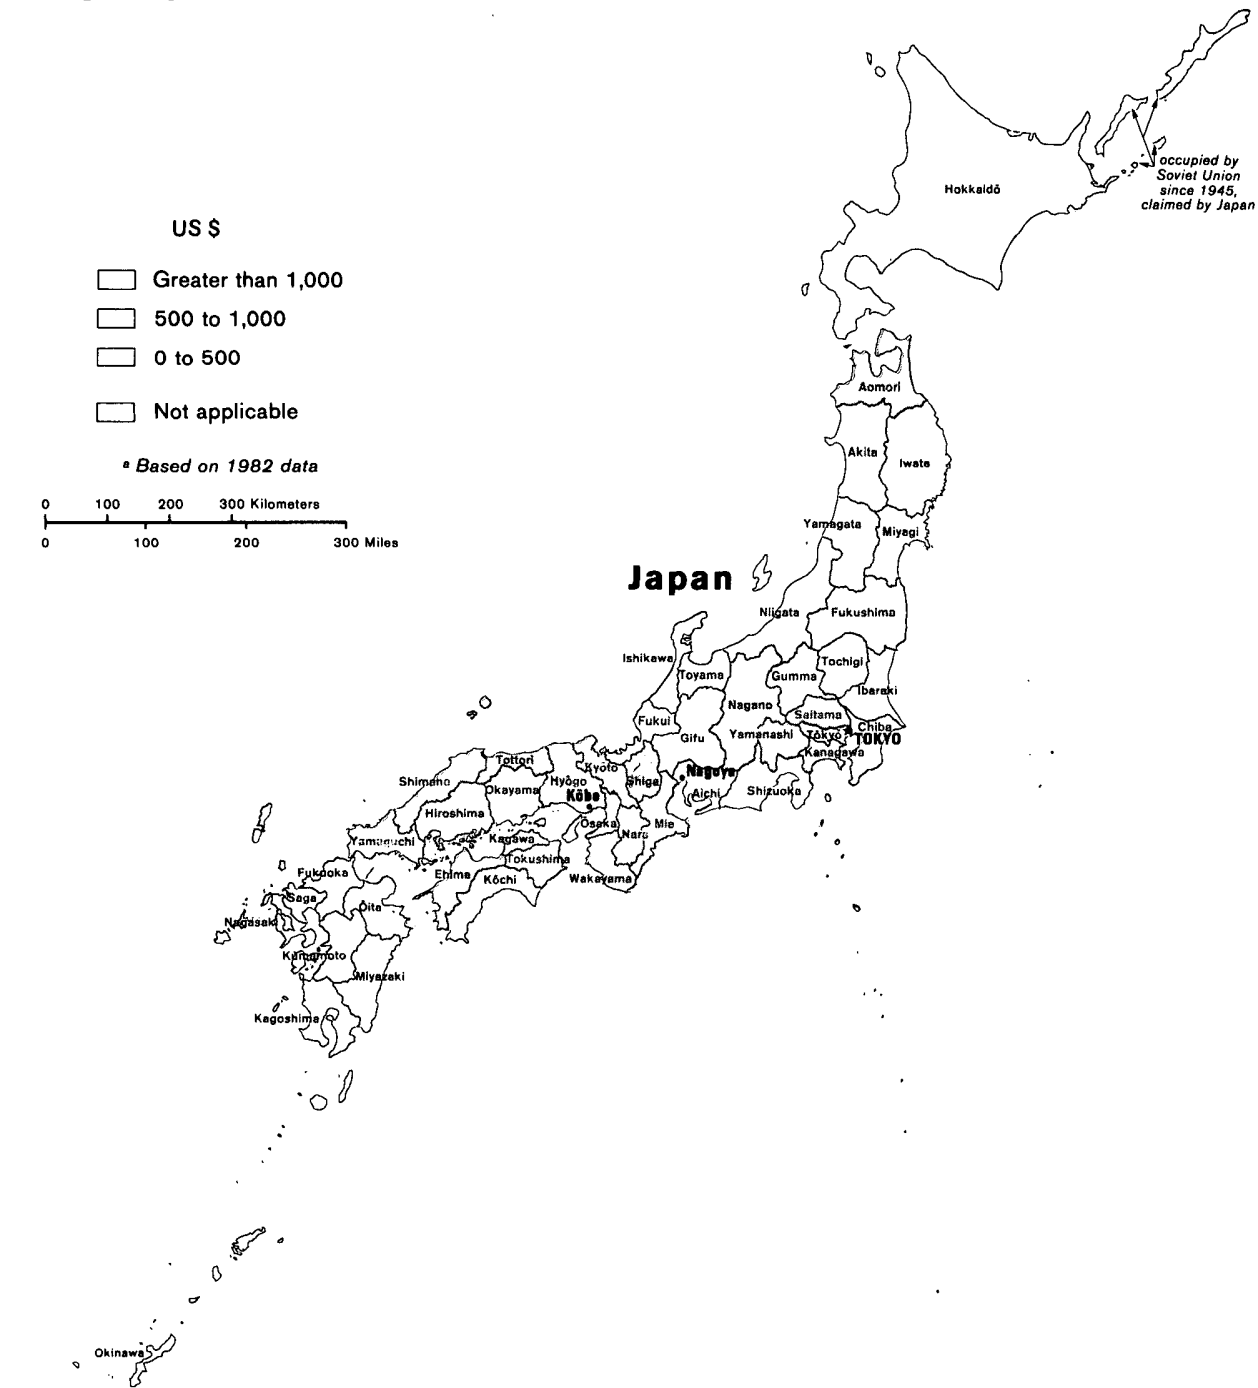 US $
Greater than 1,000
500 to 1,000
0 to 500
Not applicable
a Based on 1982 data
0 100 200 300 Kilometers
0 100 200 300 Miles
Japan
occupied by
Soviet Union
since 1945,
claimed by Japan
Hokkaidō
Aomori
Akita
Iwate
Yamagata
Miyagi
Niigata
Fukushima
Ishikawa
Toyama
Tochigi
Gumma
Ibaraki
Nagano
Saitama
Fukui
Gifu
Yamanashi
Tōkyō
Chiba
TOKYO
Kanagawa
Tottori
Kyōto
Nagoya
Shimane
Hyōgo
Shiga
Okayama
Kōbe
Aichi
Shizuoka
Hiroshima
Ōsaka
Mie
Nara
Yamaguchi
Kagawa
Tokushima
Fukuoka
Ehime
Kōchi
Wakayama
Saga
Ōita
Nagasaki
Kumamoto
Miyazaki
Kagoshima
Okinawa